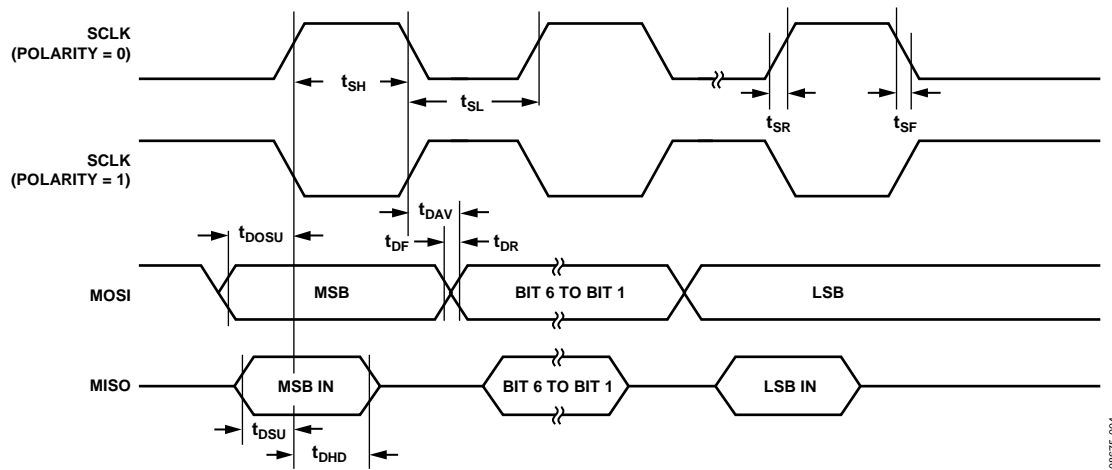 SCLK
(POLARITY = 0)
tSH
tSL
tSR
tSF
SCLK
(POLARITY = 1)
tDAV
tDOSU
tDF
tDR
MOSI
MSB
BIT 6 TO BIT 1
LSB
MISO
MSB IN
BIT 6 TO BIT 1
LSB IN
tDSU
tDHD